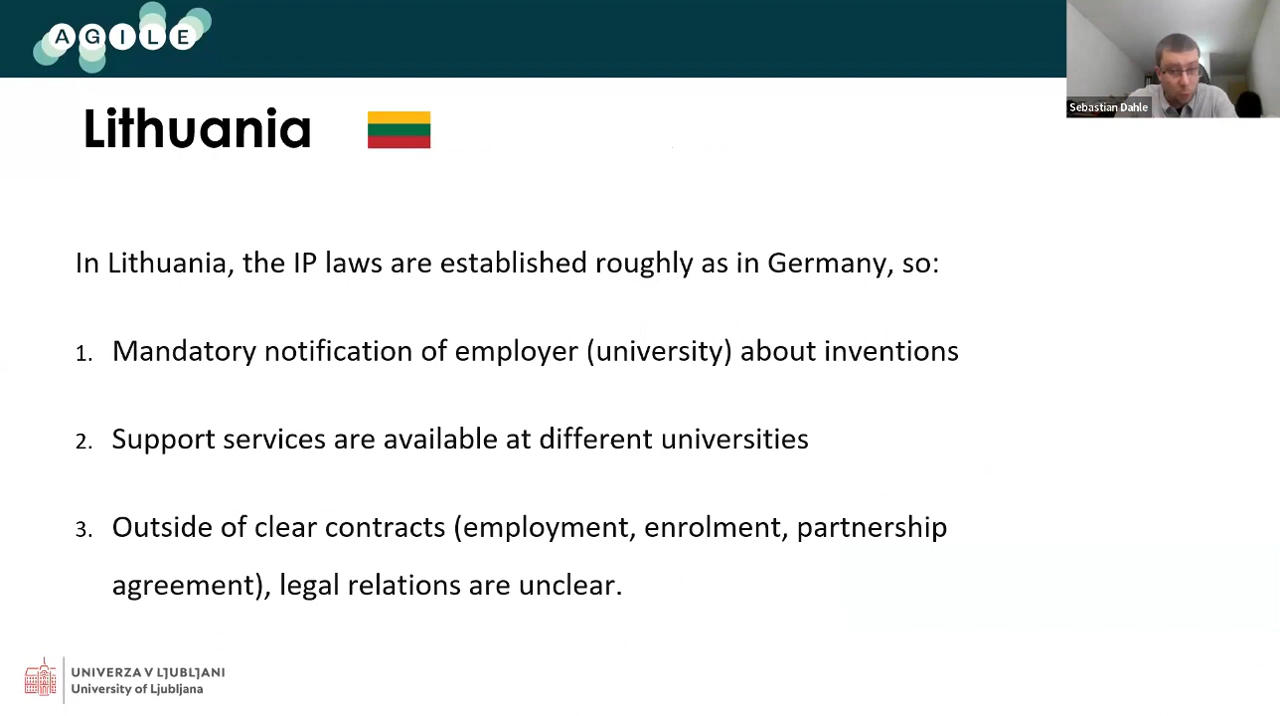 AGILE
Sebastian Dahle
Lithuania
In Lithuania, the IP laws are established roughly as in Germany, so:
1. Mandatory notification of employer (university) about inventions
2. Support services are available at different universities
3. Outside of clear contracts (employment, enrolment, partnership
agreement), legal relations are unclear.
UNIVERZA V LJUBLJANI
University of Ljubljana